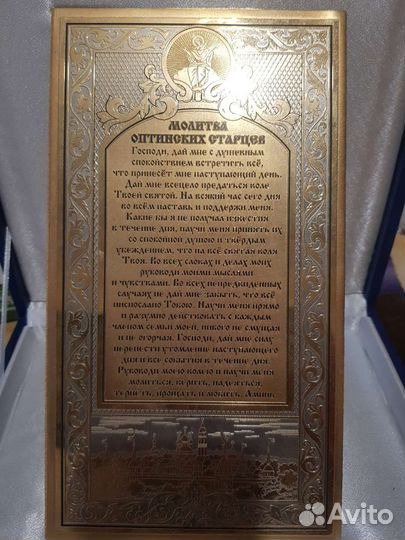 МОЛИТВА
ОПТИНСКИХ СТАРЦЕВ
Господи, дай мне с душевным
спокойствием встретить всё,
что принесёт мне наступающий день.
Дай мне всецело предаться воле
Твоей святой. На всякий час сего дня
во всём наставь и поддержи меня.
Какие бы я не получал известия
в течение дня, научи меня принять их
со спокойной душою и твёрдым
убеждением, что на всё святая воля
Твоя. Во всех словах и делах моих
руководи моими мыслями
и чувствами. Во всех непредвиденных
случаях не дай мне забыть, что всё
ниспослано Тобою. Научи меня прямо
и разумно действовать с каждым
членом семьи моей, никого не смущая
и не огорчая. Господи, дай мне силу
перенести утомление наступающего
дня и все события в течение дня.
Руководи моею волею и научи меня
молиться, верить, надеяться,
терпеть, прощать и любить. Аминь.
Avito